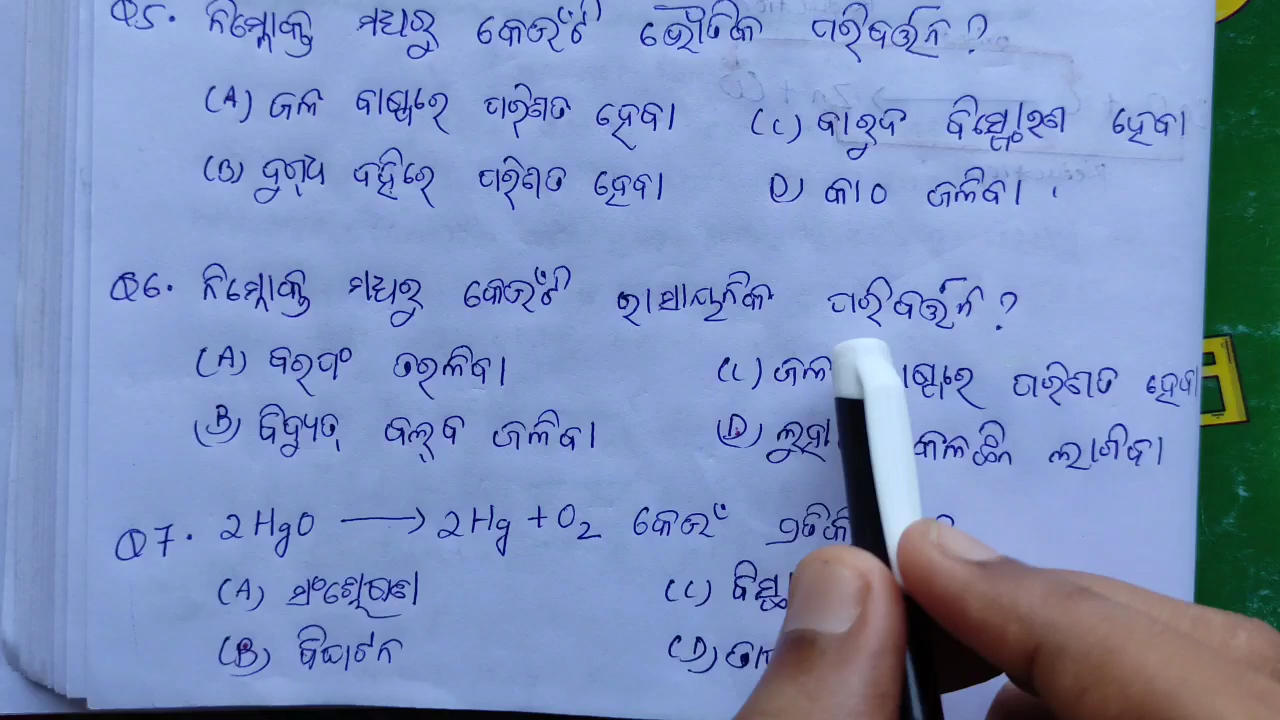 Q5. ନିମ୍ନୋକ୍ତ ମଧ୍ୟରୁ କେଉଁଟି ଭୌତିକ ପରିବର୍ତ୍ତନ ?
(A) ଜଳ ବାଷ୍ପରେ ପରିଣତ ହେବା
(C) ବାରୁଦ ବିସ୍ଫୋରଣ ହେବା
(B) ଦୁଗ୍ଧ ଦହିରେ ପରିଣତ ହେବା
D) କାଠ ଜଳିବା
Q6. ନିମ୍ନୋକ୍ତ ମଧ୍ୟରୁ କେଉଁଟି ରାସାୟନିକ ପରିବର୍ତ୍ତନ ?
(A) ବରଫ ତରଳିବା
(C) ଜଳ ପରିଣତ ହେବା
(B) ବିଦ୍ୟୁତ୍ ବଲ୍ବ ଜଳିବା
(D) କଳଙ୍କି ଲାଗିବା
Q7. 2HgO ⟶ 2Hg + O₂ କେଉଁ
(A) ସଂଶ୍ଳେଷଣ
(C)
(B) ବିଘଟନ
(D)